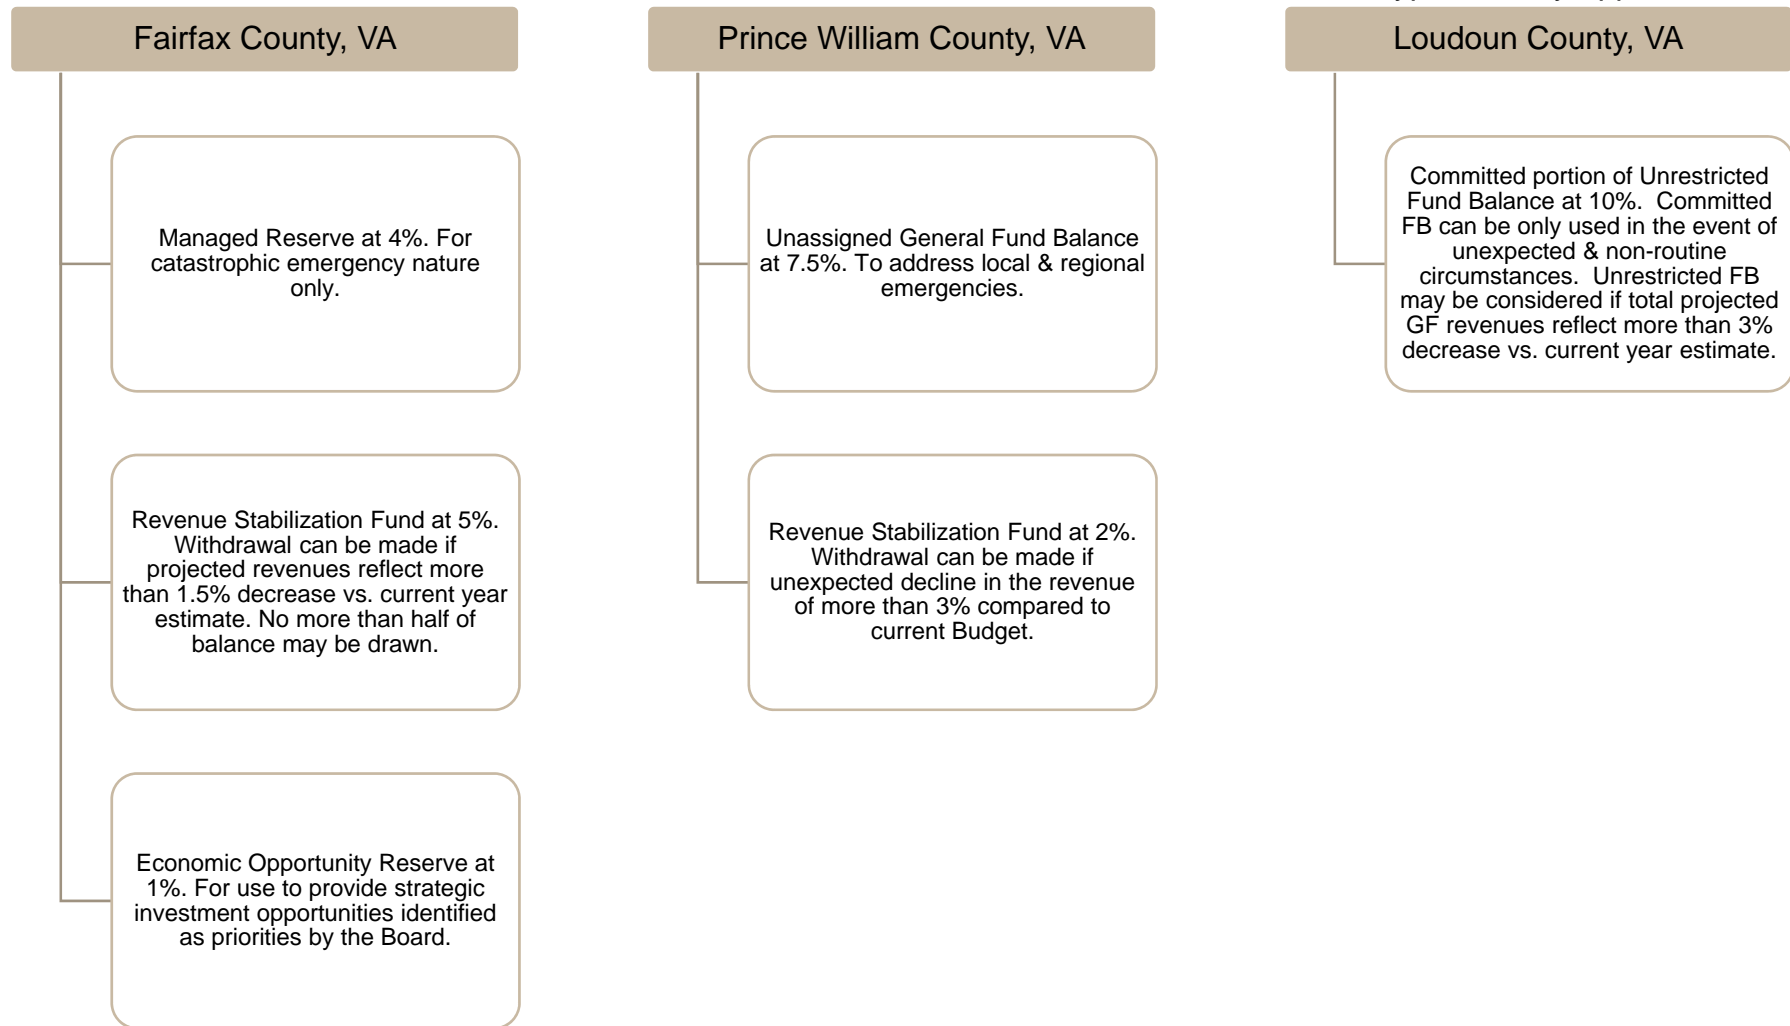 Fairfax County, VA
Managed Reserve at 4%. For
catastrophic emergency nature
only.
Revenue Stabilization Fund at 5%.
Withdrawal can be made if
projected revenues reflect more
than 1.5% decrease vs. current year
estimate. No more than half of
balance may be drawn.
Economic Opportunity Reserve at
1%. For use to provide strategic
investment opportunities identified
as priorities by the Board.
Prince William County, VA
Unassigned General Fund Balance
at 7.5%. To address local & regional
emergencies.
Revenue Stabilization Fund at 2%.
Withdrawal can be made if
unexpected decline in the revenue
of more than 3% compared to
current Budget.
Loudoun County, VA
Committed portion of Unrestricted
Fund Balance at 10%. Committed
FB can be only used in the event of
unexpected & non-routine
circumstances. Unrestricted FB
may be considered if total projected
GF revenues reflect more than 3%
decrease vs. current year estimate.